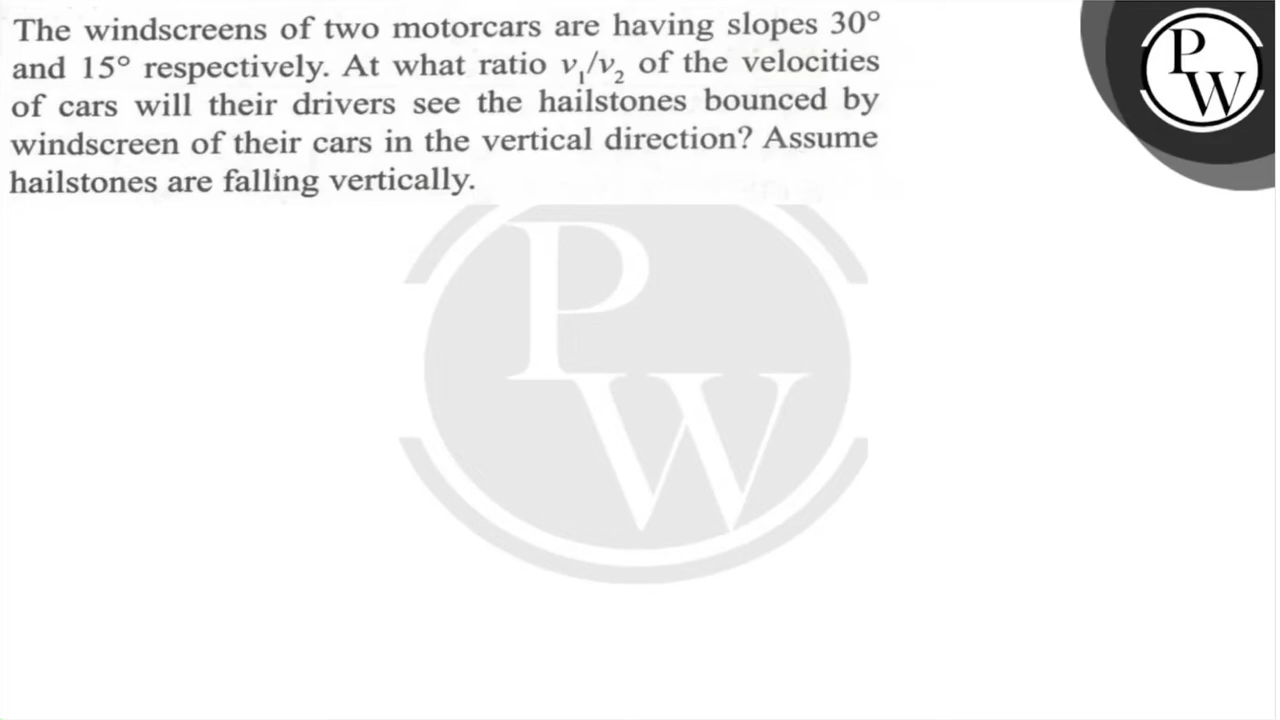 The windscreens of two motorcars are having slopes 30°
and 15° respectively. At what ratio v₁/v₂ of the velocities
of cars will their drivers see the hailstones bounced by
windscreen of their cars in the vertical direction? Assume
hailstones are falling vertically.
P
W
P
W